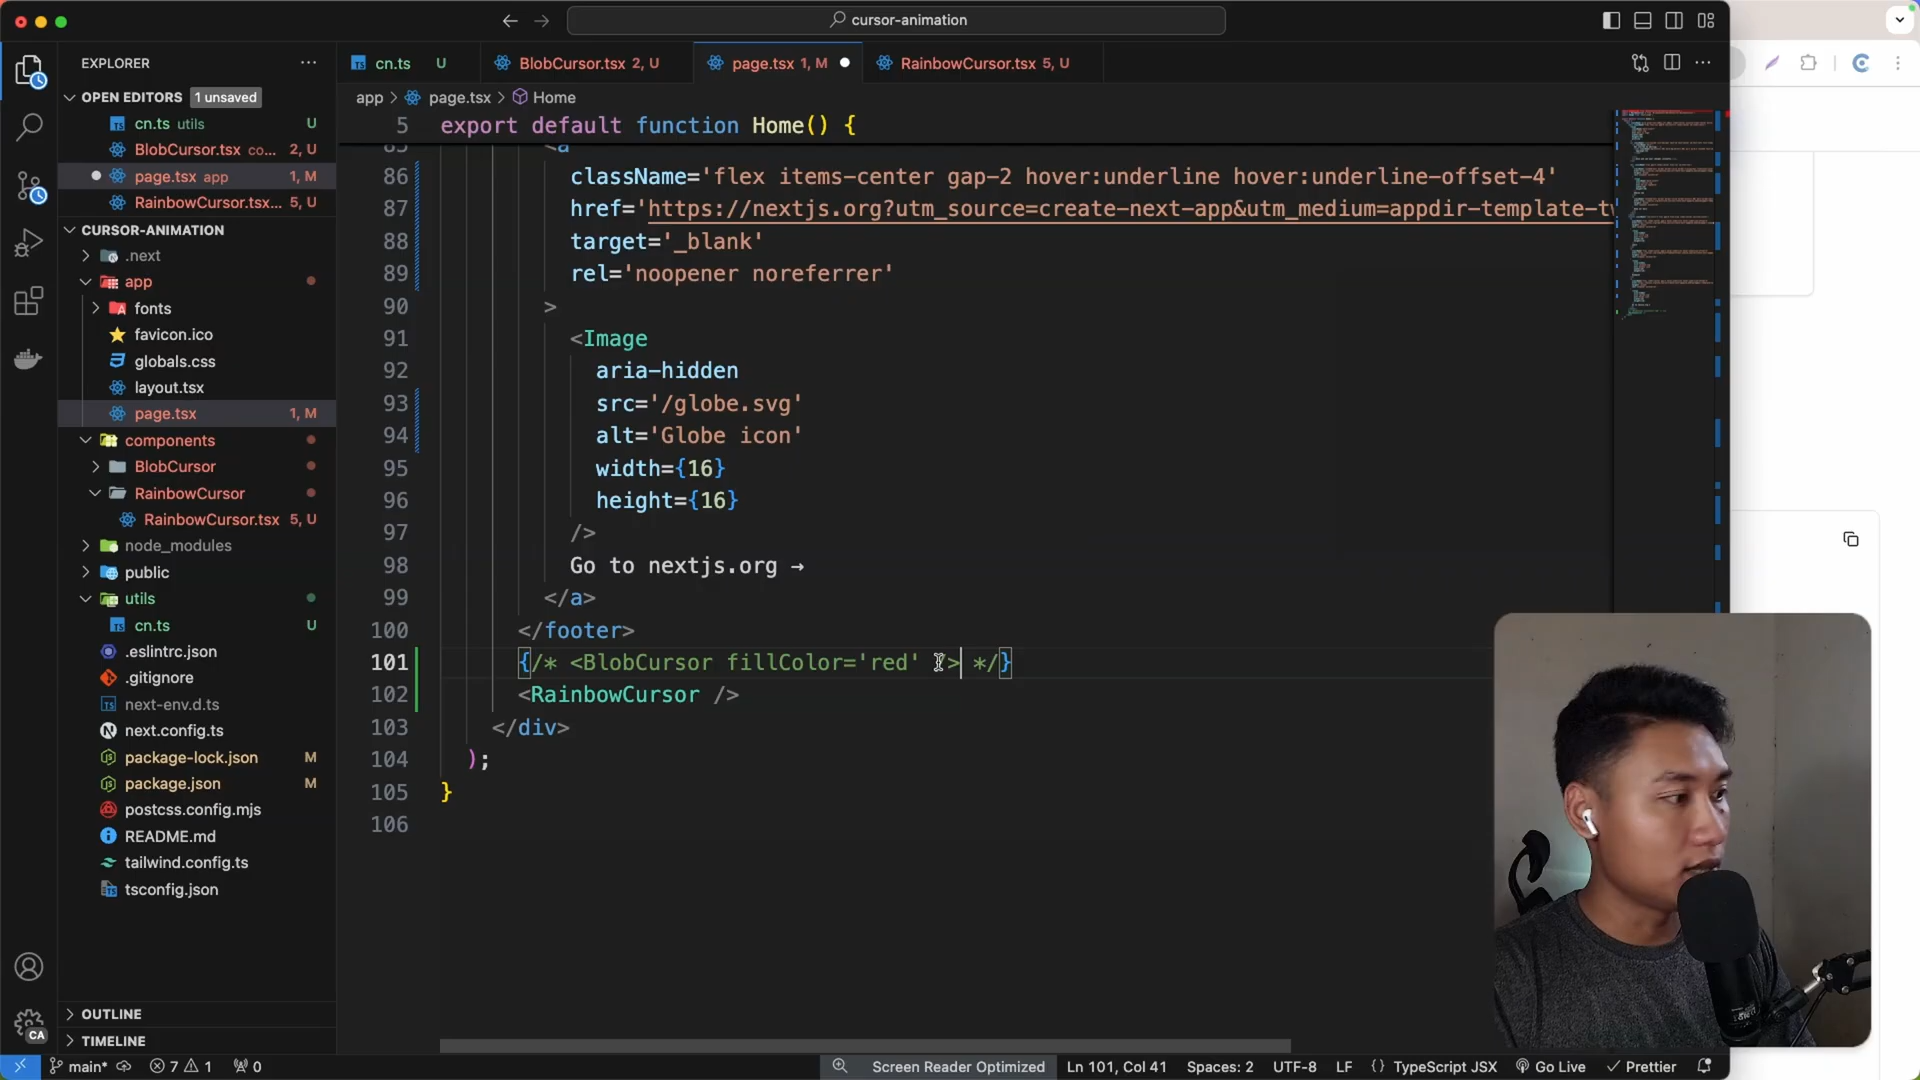 cursor-animation
EXPLORER
OPEN EDITORS 1 unsaved
cn.ts utils U
BlobCursor.tsx co... 2, U
page.tsx app 1, M
RainbowCursor.tsx... 5, U
CURSOR-ANIMATION
.next
app
fonts
favicon.ico
globals.css
layout.tsx
page.tsx 1, M
components
BlobCursor
RainbowCursor
RainbowCursor.tsx 5, U
node_modules
public
utils
cn.ts U
.eslintrc.json
.gitignore
next-env.d.ts
next.config.ts
package-lock.json M
package.json M
postcss.config.mjs
README.md
tailwind.config.ts
tsconfig.json
OUTLINE
TIMELINE
CA
cn.ts U
BlobCursor.tsx 2, U
page.tsx 1, M
RainbowCursor.tsx 5, U
app > page.tsx > Home
5 export default function Home() {
85 <a
86 className='flex items-center gap-2 hover:underline hover:underline-offset-4'
87 href='https://nextjs.org?utm_source=create-next-app&utm_medium=appdir-template-t
88 target='_blank'
89 rel='noopener noreferrer'
90 >
91 <Image
92 aria-hidden
93 src='/globe.svg'
94 alt='Globe icon'
95 width={16}
96 height={16}
97 />
98 Go to nextjs.org →
99 </a>
100 </footer>
101 {/* <BlobCursor fillColor='red' /> */}
102 <RainbowCursor />
103 </div>
104 );
105 }
106
main* 7 1 0
Screen Reader Optimized Ln 101, Col 41 Spaces: 2 UTF-8 LF {} TypeScript JSX Go Live Prettier